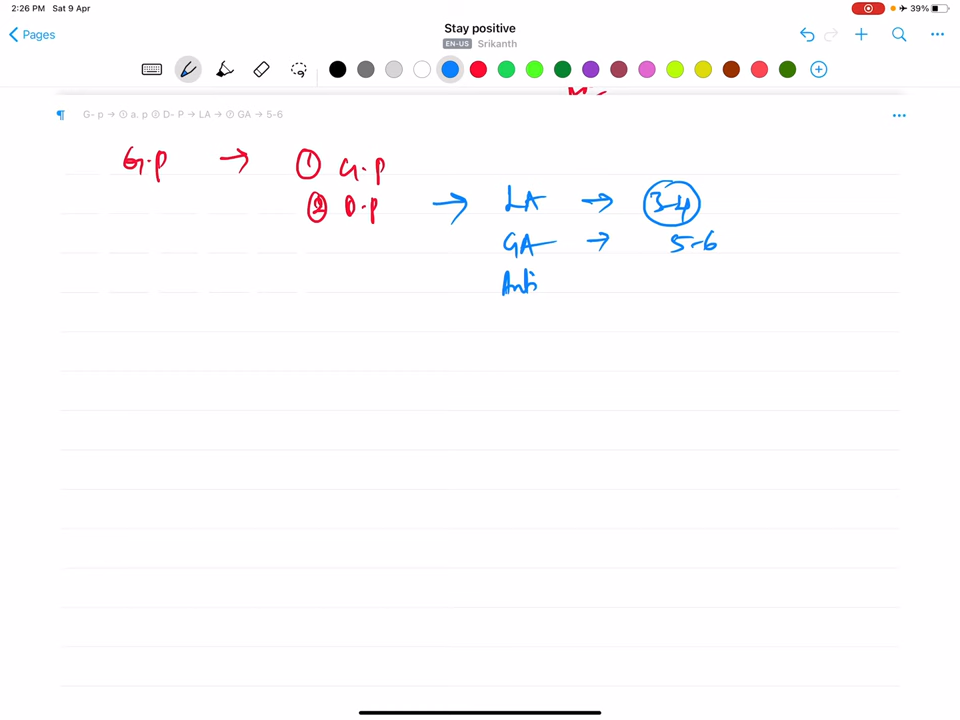 2:26 PM Sat 9 Apr 39%
Pages
Stay positive
EN-US Srikanth
G- p → ① a. p ② D- P → LA → ⑦ GA → 5-6
G.p → ① G.p
② D.p → LA → 3-4
GA → 5-6
Anti